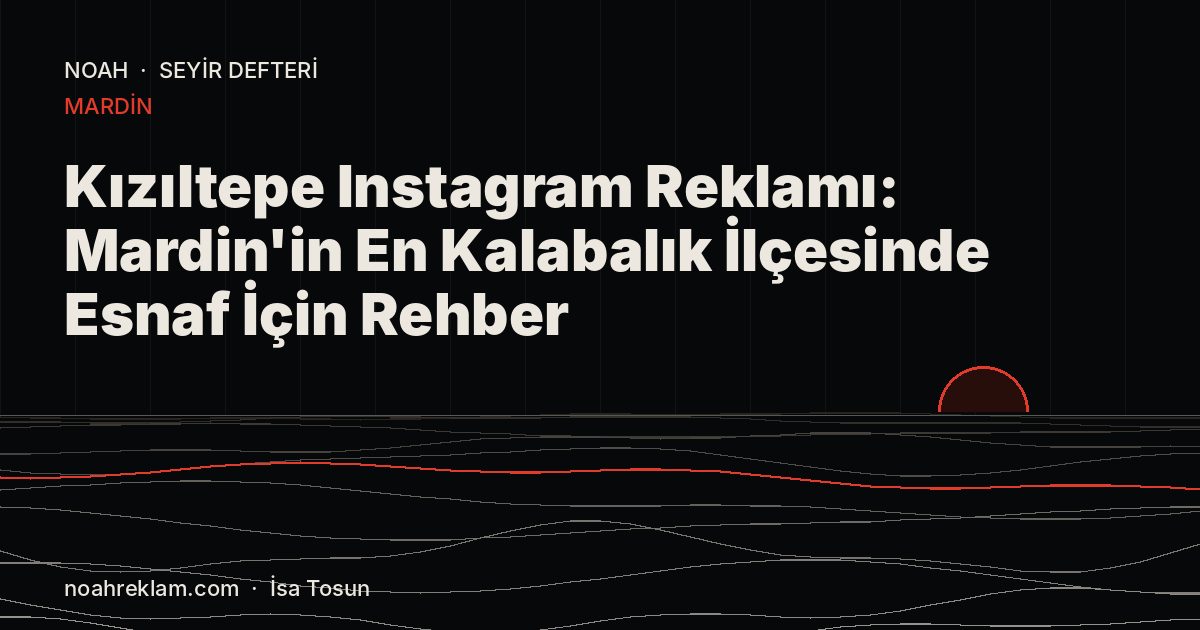 NOAH · SEYİR DEFTERİ
MARDİN
Kızıltepe Instagram Reklamı:
Mardin'in En Kalabalık İlçesinde
Esnaf İçin Rehber
noahreklam.com · İsa Tosun